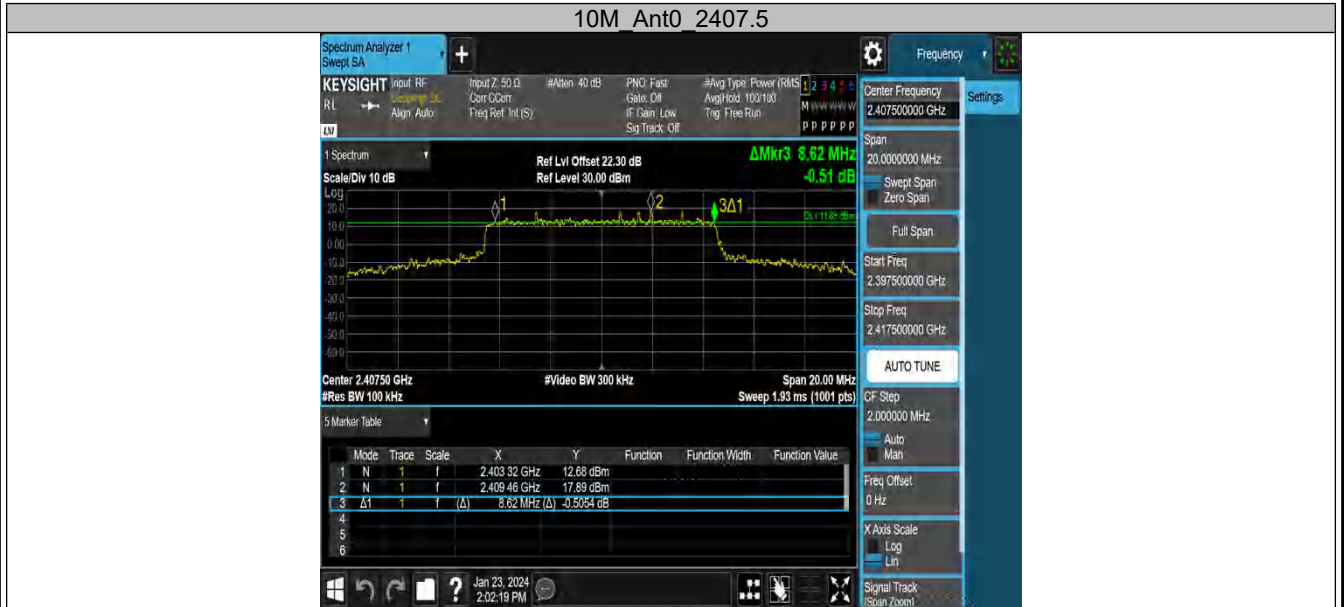 10M_Ant0_2407.5
Spectrum Analyzer 1
Swept SA
+
Frequency
KEYSIGHT
RL
LXI
Input: RF
Align: Auto
Input Z: 50 Ω
Corr CCorr
Freq Ref: Int (S)
#Atten: 40 dB
PNO: Fast
Gate: Off
IF Gain: Low
Sig Track: Off
#Avg Type: Power (RMS
Avg|Hold: 100/100
Trig: Free Run
1 2 3 4 5 6
M W W W W W
P P P P P P
1 Spectrum
Scale/Div 10 dB
Log
Ref Lvl Offset 22.30 dB
Ref Level 30.00 dBm
ΔMkr3 8.62 MHz
-0.51 dB
1
2
3Δ1
20.0
10.0
0.00
-10.0
-20.0
-30.0
-40.0
-50.0
-60.0
Center 2.40750 GHz
#Video BW 300 kHz
Span 20.00 MHz
#Res BW 100 kHz
Sweep 1.93 ms (1001 pts)
5 Marker Table
Mode Trace Scale X Y Function Function Width Function Value
1 N 1 f 2.403 32 GHz 12.68 dBm
2 N 1 f 2.409 46 GHz 17.89 dBm
3 Δ1 1 f (Δ) 8.62 MHz (Δ) -0.5054 dB
4
5
6
?
Jan 23, 2024
2:02:19 PM
Center Frequency
2.407500000 GHz
Settings
Span
20.0000000 MHz
Swept Span
Zero Span
Full Span
Start Freq
2.397500000 GHz
Stop Freq
2.417500000 GHz
AUTO TUNE
CF Step
2.000000 MHz
Auto
Man
Freq Offset
0 Hz
X Axis Scale
Log
Lin
Signal Track
(Span Zoom)